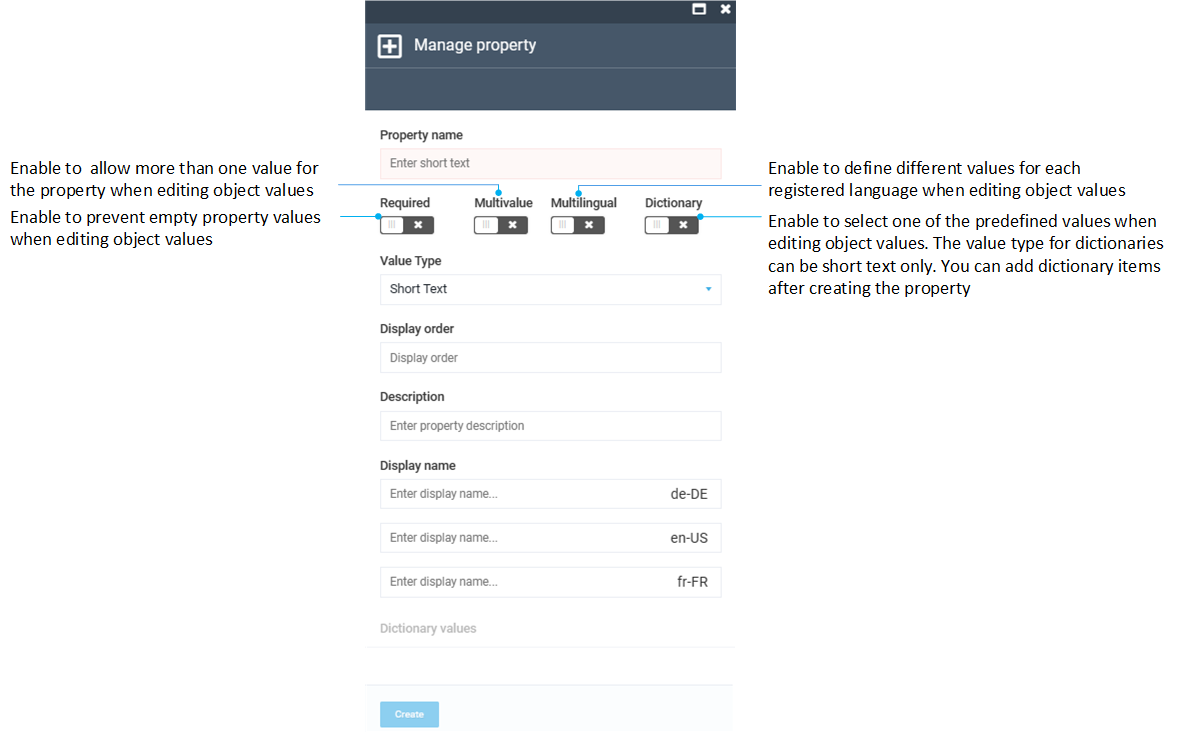 Manage property
Property name
Enter short text
Enable to allow more than one value for
the property when editing object values
Enable to prevent empty property values
when editing object values
Enable to define different values for each
registered language when editing object values
Enable to select one of the predefined values when
editing object values. The value type for dictionaries
can be short text only. You can add dictionary items
after creating the property
Required Multivalue Multilingual Dictionary
Value Type
Short Text
Display order
Display order
Description
Enter property description
Display name
Enter display name... de-DE
Enter display name... en-US
Enter display name... fr-FR
Dictionary values
Create